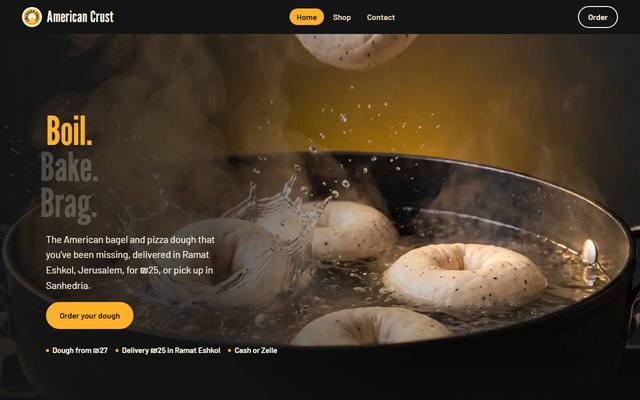 American Crust
Home
Shop
Contact
Order
Boil.
Bake.
Brag.
The American bagel and pizza dough that
you've been missing, delivered in Ramat
Eshkol, Jerusalem, for ₪25, or pick up in
Sanhedria.
Order your dough
Dough from ₪27
Delivery ₪25 in Ramat Eshkol
Cash or Zelle